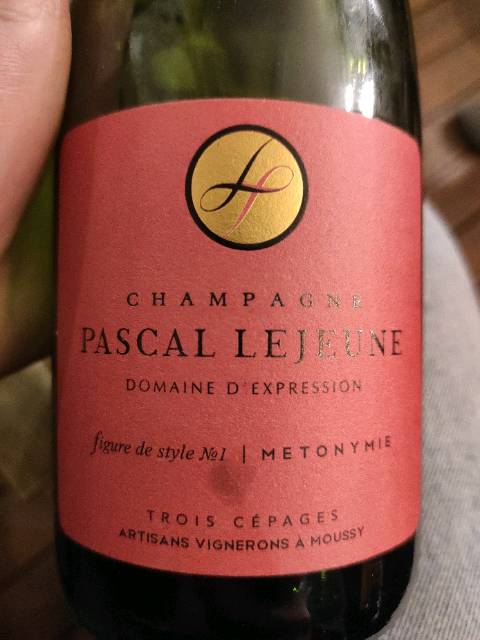 CHAMPAGNE
PASCAL LEJEUNE
DOMAINE D'EXPRESSION
figure de style №1 | METONYMIE
TROIS CÉPAGES
ARTISANS VIGNERONS À MOUSSY